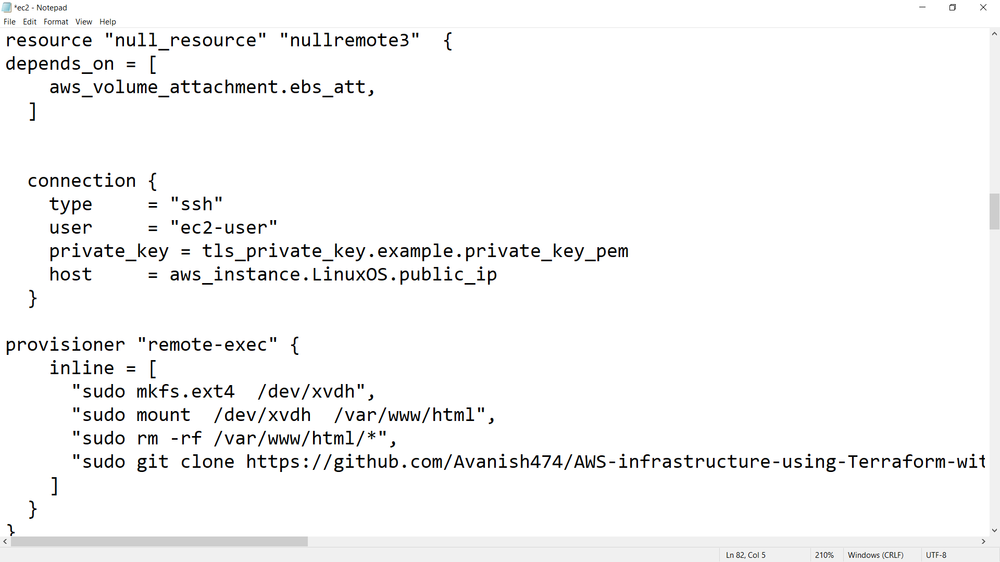 *ec2 - Notepad
File Edit Format View Help
resource "null_resource" "nullremote3"  {
depends_on = [
    aws_volume_attachment.ebs_att,
  ]
  connection {
    type     = "ssh"
    user     = "ec2-user"
    private_key = tls_private_key.example.private_key_pem
    host     = aws_instance.LinuxOS.public_ip
  }
provisioner "remote-exec" {
    inline = [
      "sudo mkfs.ext4  /dev/xvdh",
      "sudo mount  /dev/xvdh  /var/www/html",
      "sudo rm -rf /var/www/html/*",
      "sudo git clone https://github.com/Avanish474/AWS-infrastructure-using-Terraform-wit
    ]
  }
}
Ln 82, Col 5 210% Windows (CRLF) UTF-8